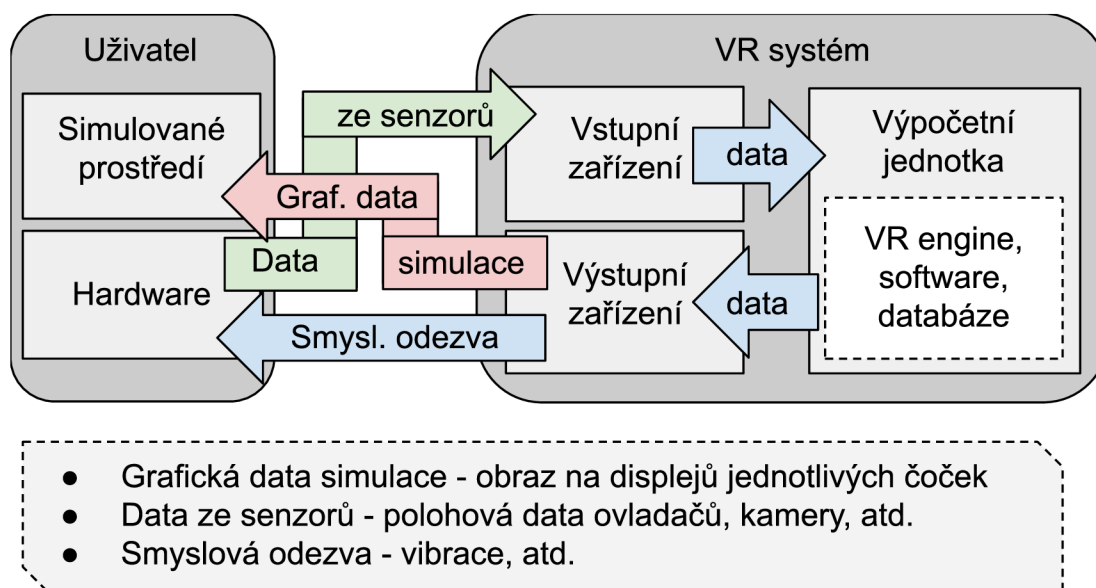 Uživatel
Simulované
prostředí
Hardware
Data
ze senzorů
Graf. data
simulace
Smysl. odezva
VR systém
Vstupní
zařízení
data
Výpočetní
jednotka
VR engine,
software,
databáze
Výstupní
zařízení
data
● Grafická data simulace - obraz na displejů jednotlivých čoček
● Data ze senzorů - polohová data ovladačů, kamery, atd.
● Smyslová odezva - vibrace, atd.